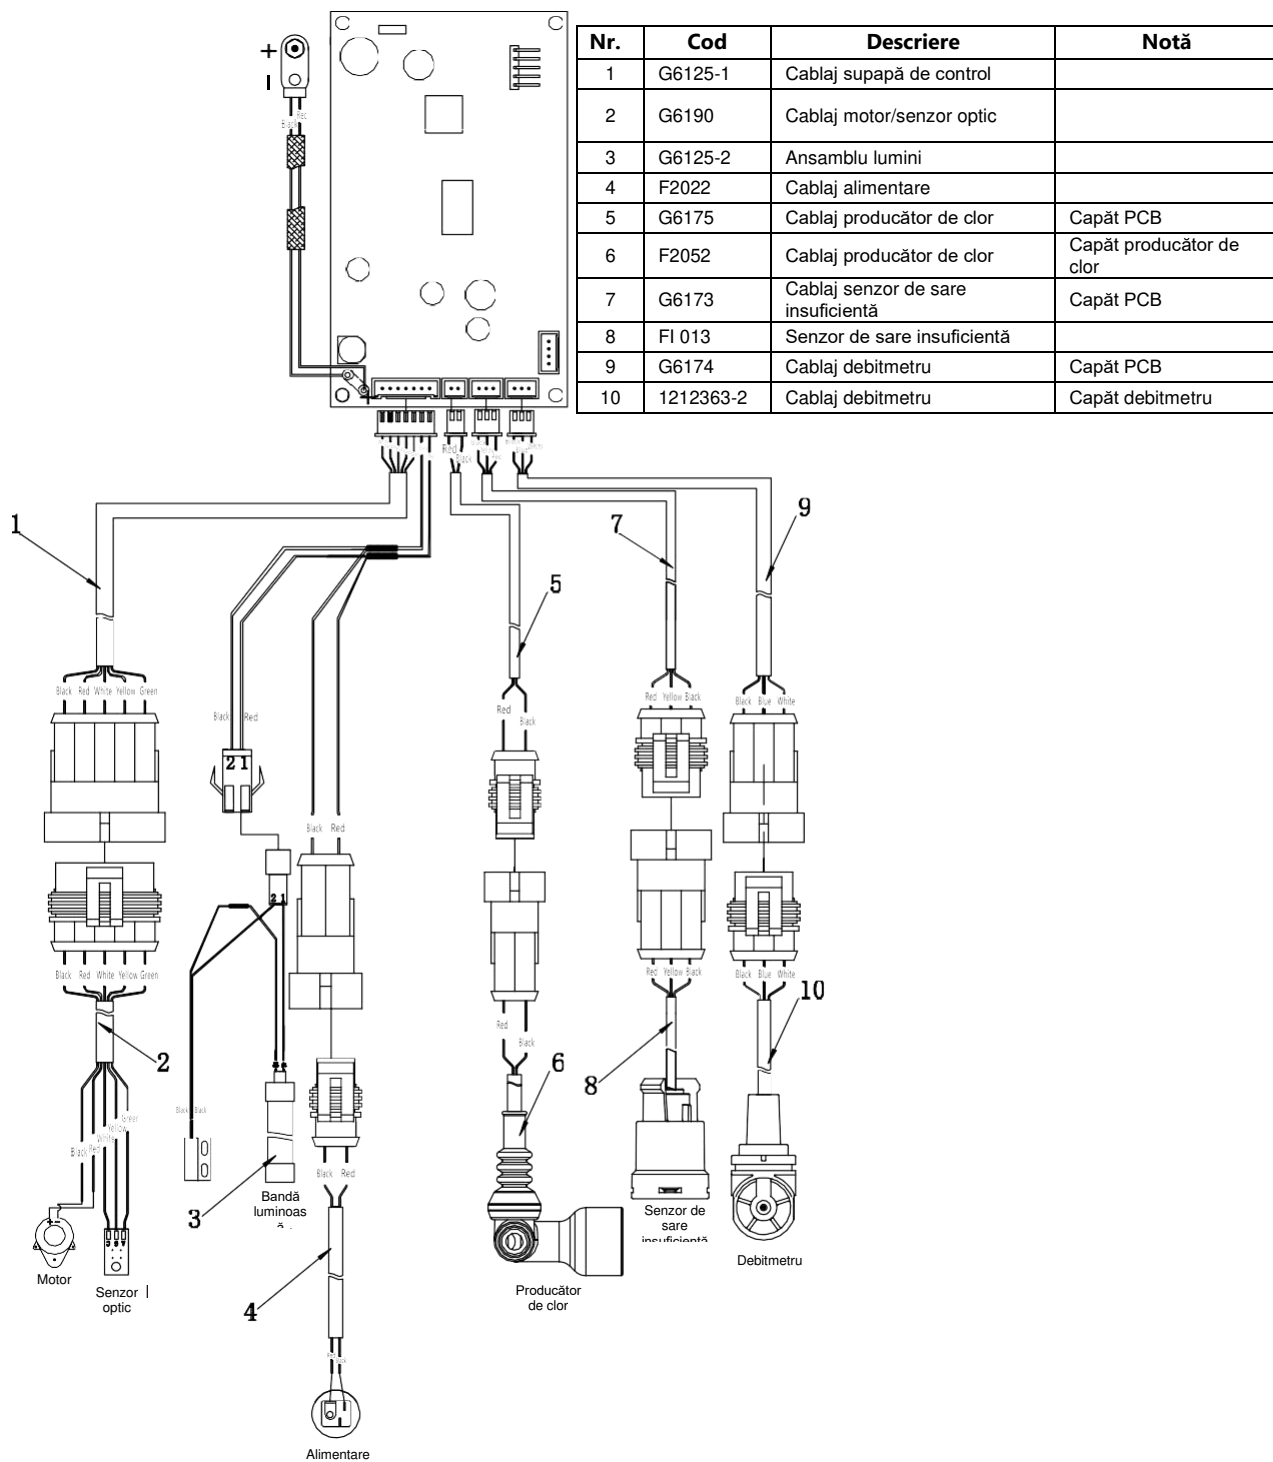 Nr. Cod Descriere Notă
1 G6125-1 Cablaj supapă de control
2 G6190 Cablaj motor/senzor optic
3 G6125-2 Ansamblu lumini
4 F2022 Cablaj alimentare
5 G6175 Cablaj producător de clor Capăt PCB
6 F2052 Cablaj producător de clor Capăt producător de
clor
7 G6173 Cablaj senzor de sare
insuficientă Capăt PCB
8 FI 013 Senzor de sare insuficientă
9 G6174 Cablaj debitmetru Capăt PCB
10 1212363-2 Cablaj debitmetru Capăt debitmetru
+
−
Black Red
Red Black
1
7
9
5
Black Red White Yellow Green
Black Red
2 1
Red Black
Red Yellow Black
Black Blue White
Black Red
2 1
Black Red White Yellow Green
Red Yellow Black
Black Blue White
2
Red Black
6
8
10
Black Red White Yellow Green
Black Black
Black Red
3
4
Motor
Senzor
optic
Bandă
luminoas
ă
Red Black
Alimentare
Producător
de clor
Senzor de
sare
insuficientă
Debitmetru